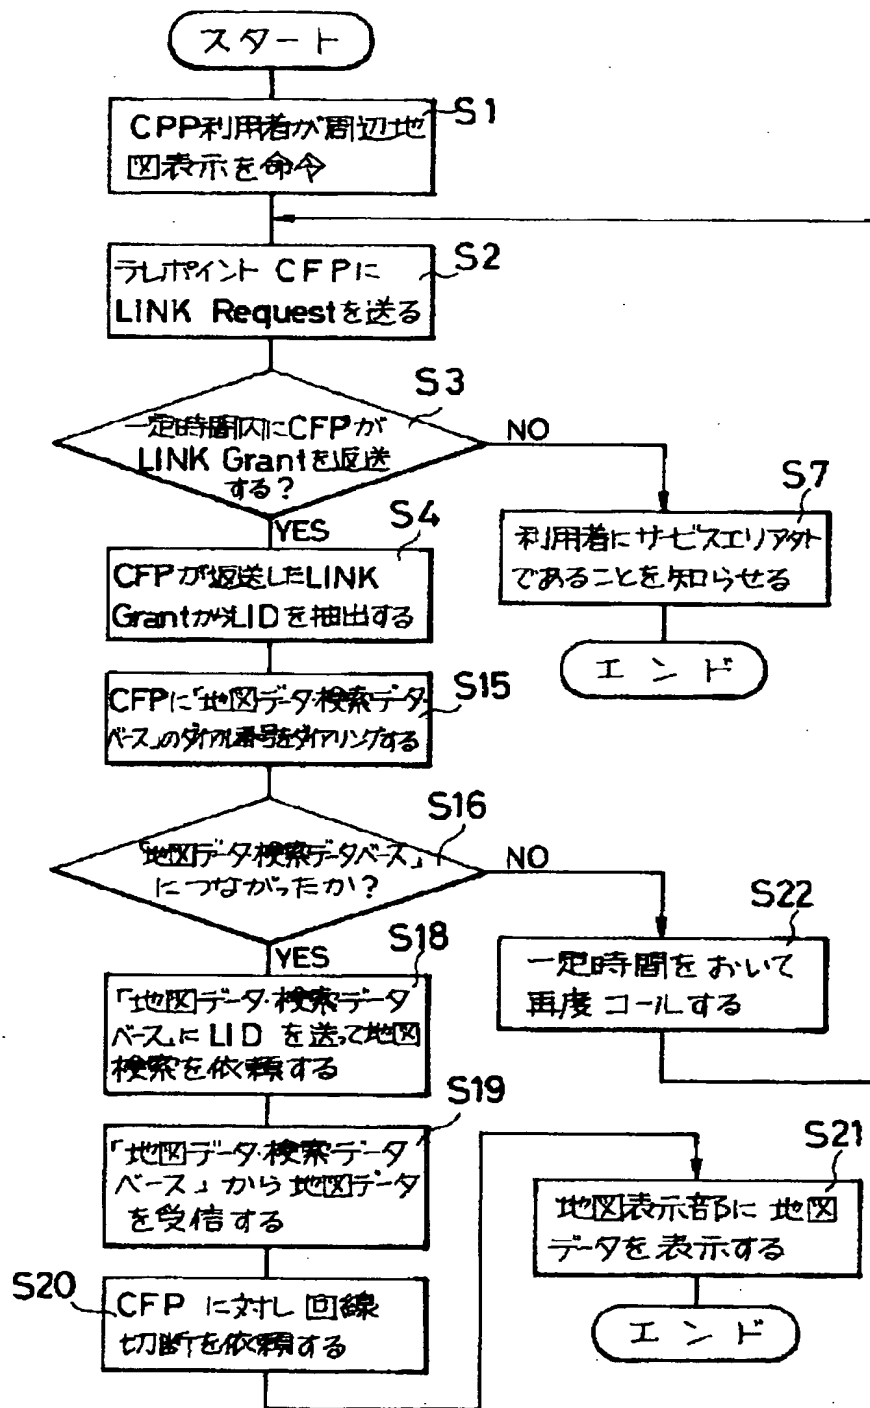 スタート
S1
CPP利用者が周辺地
図表示を命令
S2
テレポイント CFPに
LINK Requestを送る
S3
一定時間内にCFPが
LINK Grantを返送
する?
NO
YES
S7
利用者にサービスエリア外
であることを知らせる
エンド
S4
CFPが返送したLINK
GrantからLIDを抽出する
S15
CFPに「地図データ・検索データ
ベース」のダイアル番号をダイアリングする
S16
「地図データ・検索データベース」
につながったか?
NO
YES
S22
一定時間をおいて
再度コールする
S18
「地図データ・検索データ
ベース」に LID を送って地図
検索を依頼する
S19
「地図データ・検索データ
ベース」から地図データ
を受信する
S20
CFP に対し 回線
切断を依頼する
S21
地図表示部に 地図
データを表示する
エンド